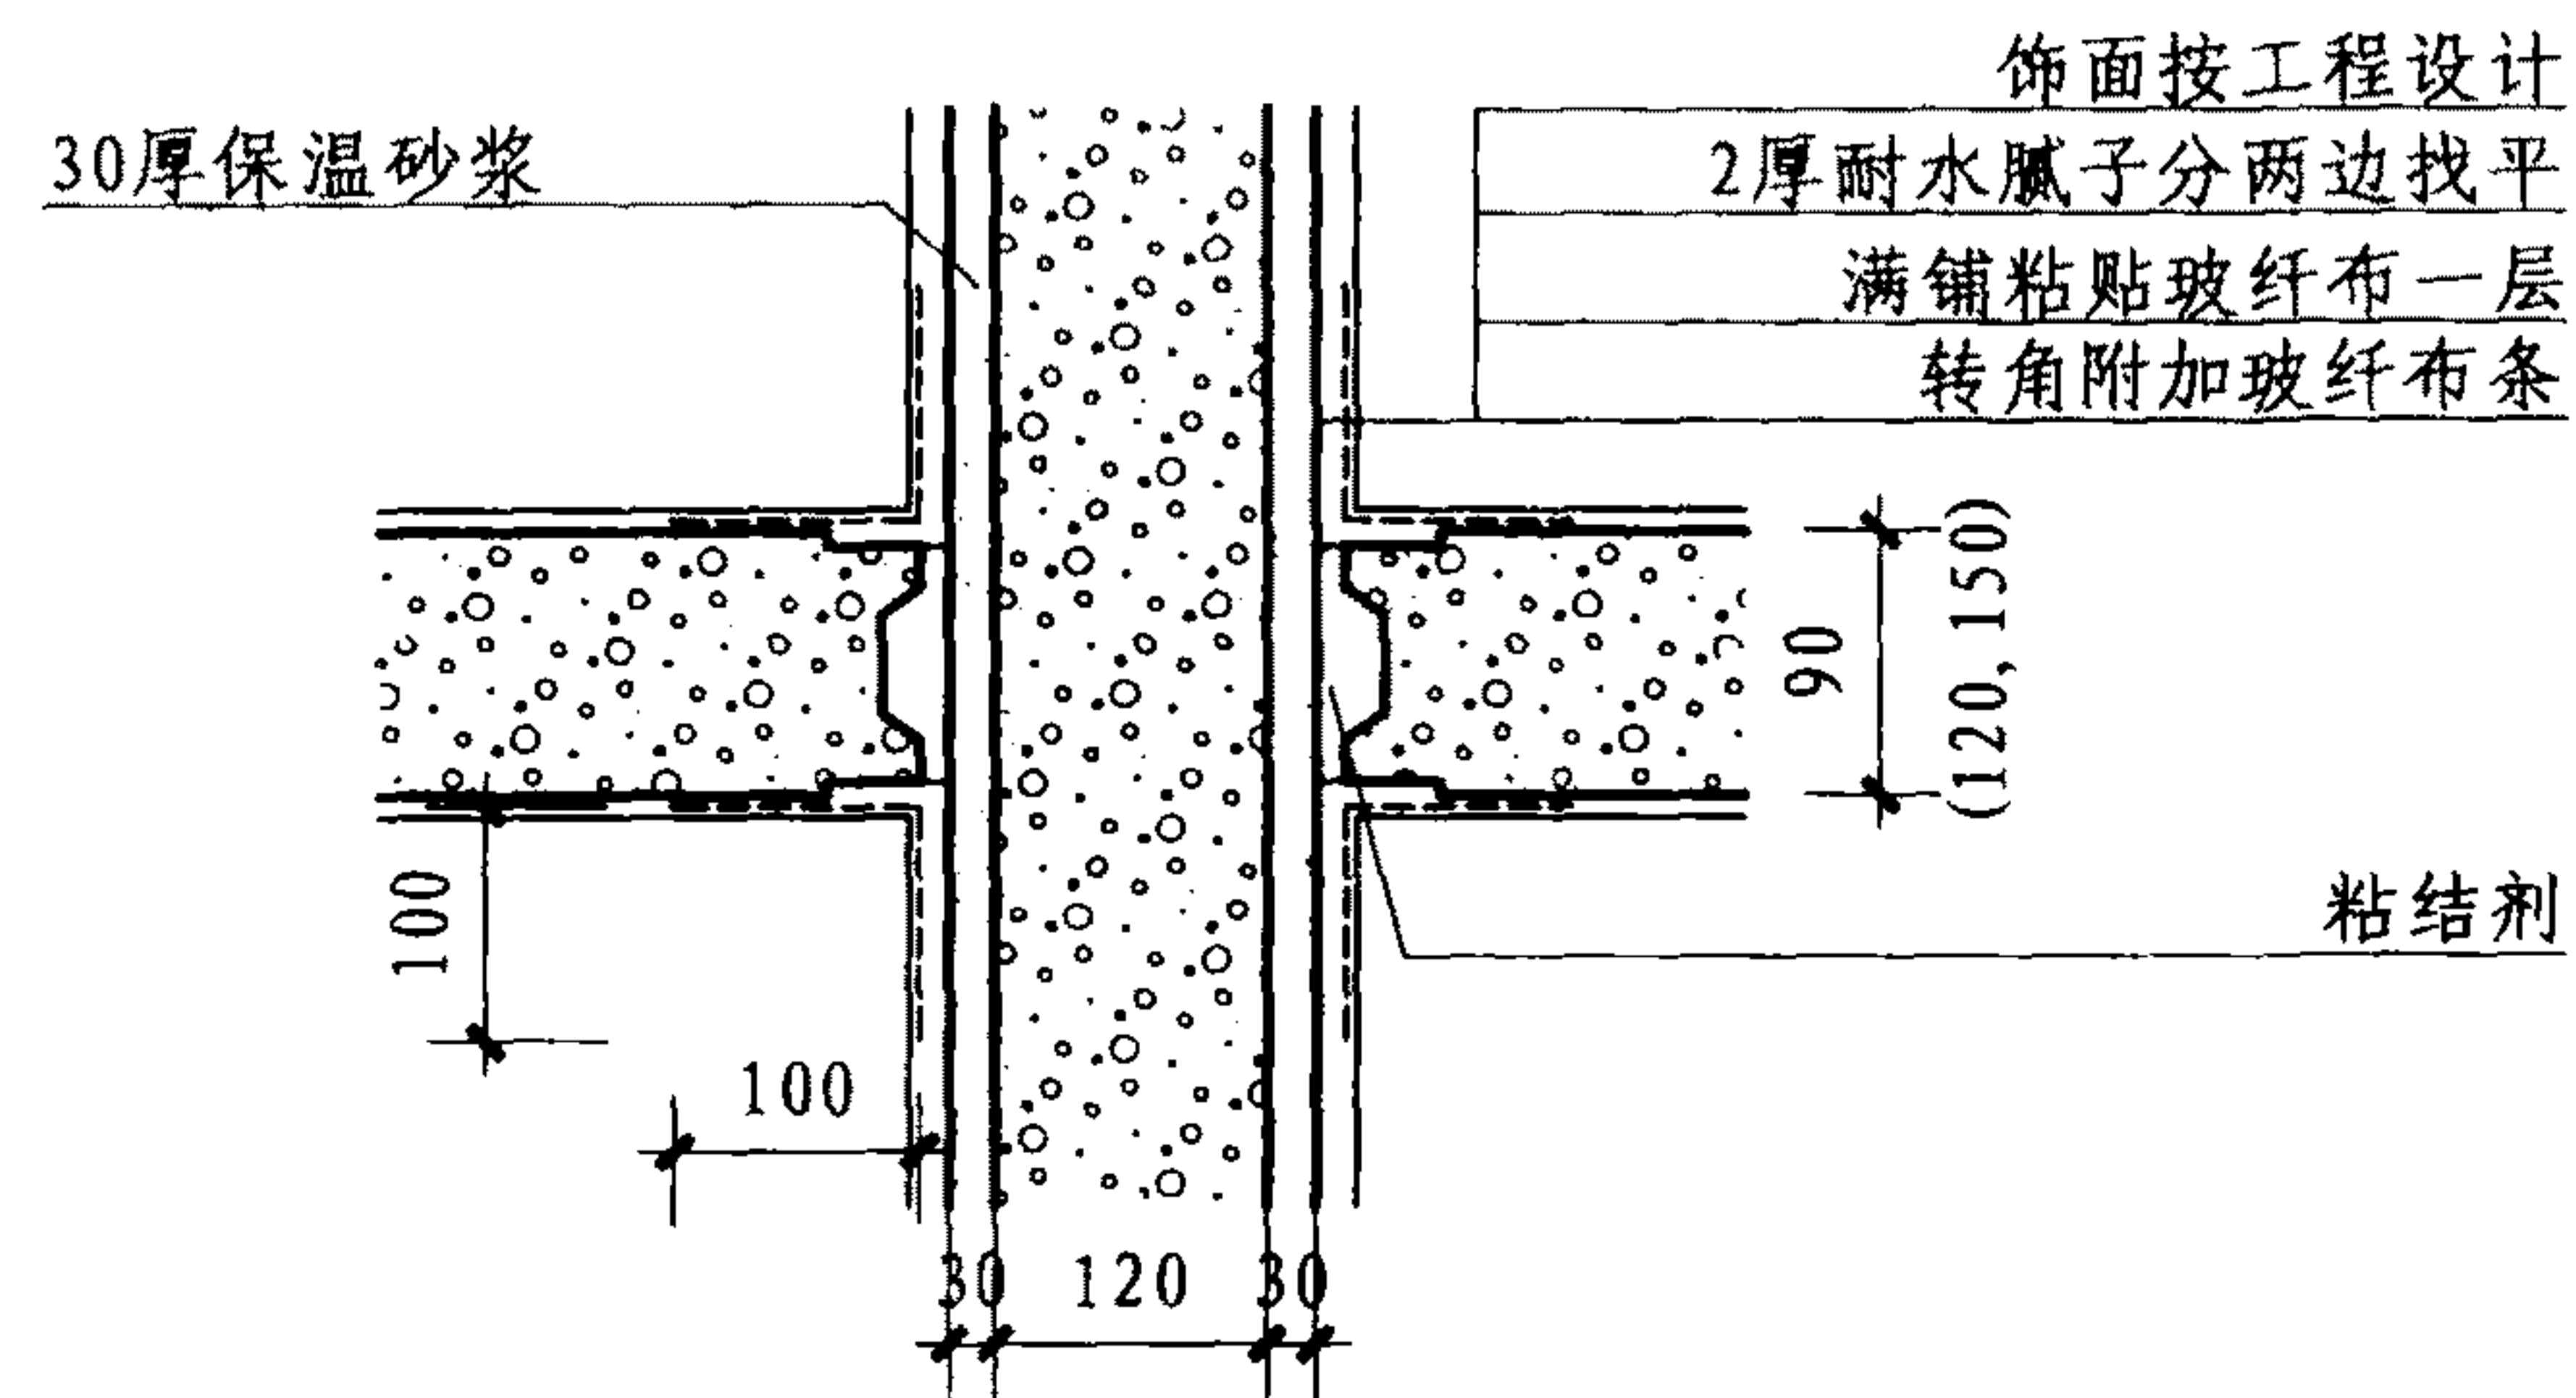 饰面按工程设计
30厚保温砂浆
2厚耐水腻子分两边找平
满铺粘贴玻纤布一层
转角附加玻纤布条
90
(120,150)
粘结剂
100
100
30 120 30